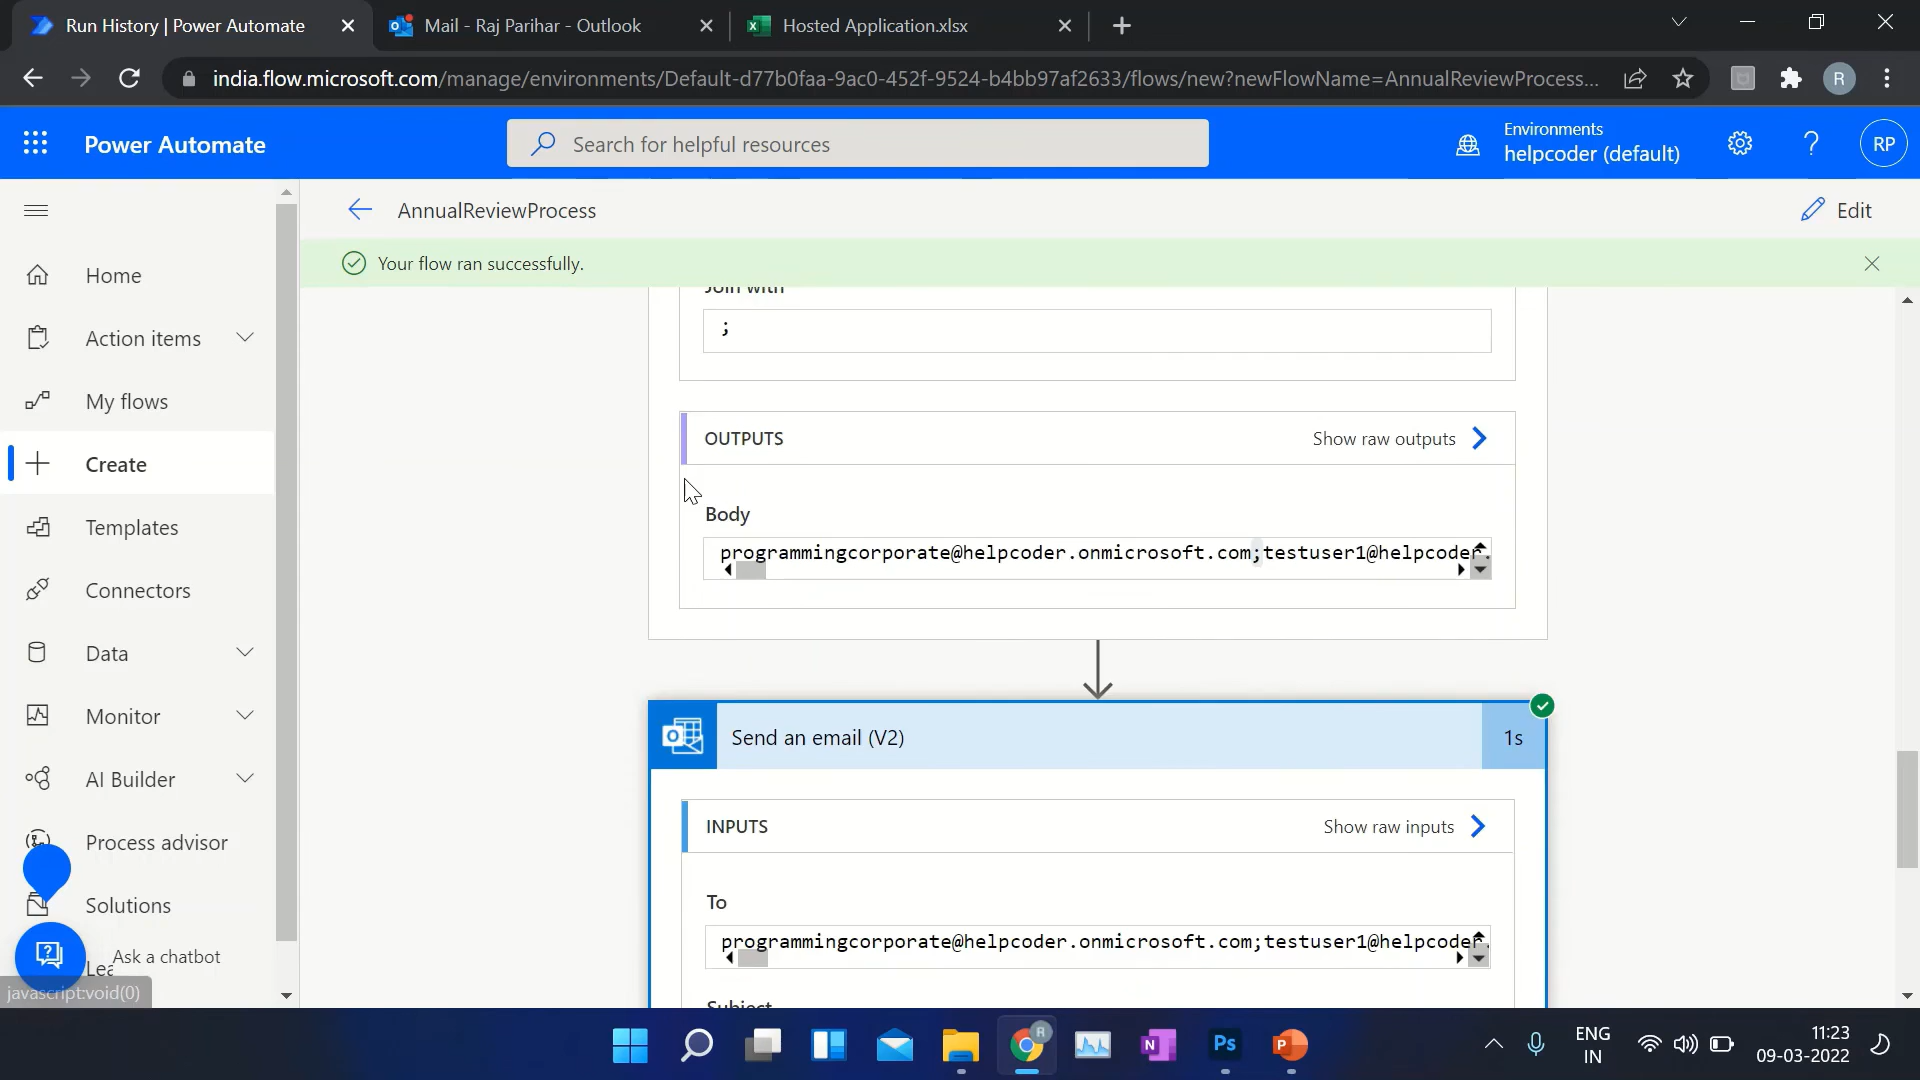 Run History | Power Automate
Mail - Raj Parihar - Outlook
Hosted Application.xlsx
india.flow.microsoft.com/manage/environments/Default-d77b0faa-9ac0-452f-9524-b4bb97af2633/flows/new?newFlowName=AnnualReviewProcess...
R
Power Automate
Search for helpful resources
Environments
helpcoder (default)
RP
AnnualReviewProcess
Edit
Your flow ran successfully.
Home
Action items
My flows
Create
Templates
Connectors
Data
Monitor
AI Builder
Process advisor
Solutions
Ask a chatbot
Lea
javascript:void(0)
Join with
;
OUTPUTS
Show raw outputs
Body
programmingcorporate@helpcoder.onmicrosoft.com;testuser1@helpcoder.
Send an email (V2)
1s
INPUTS
Show raw inputs
To
programmingcorporate@helpcoder.onmicrosoft.com;testuser1@helpcoder.
Subject
ENG
IN
11:23
09-03-2022